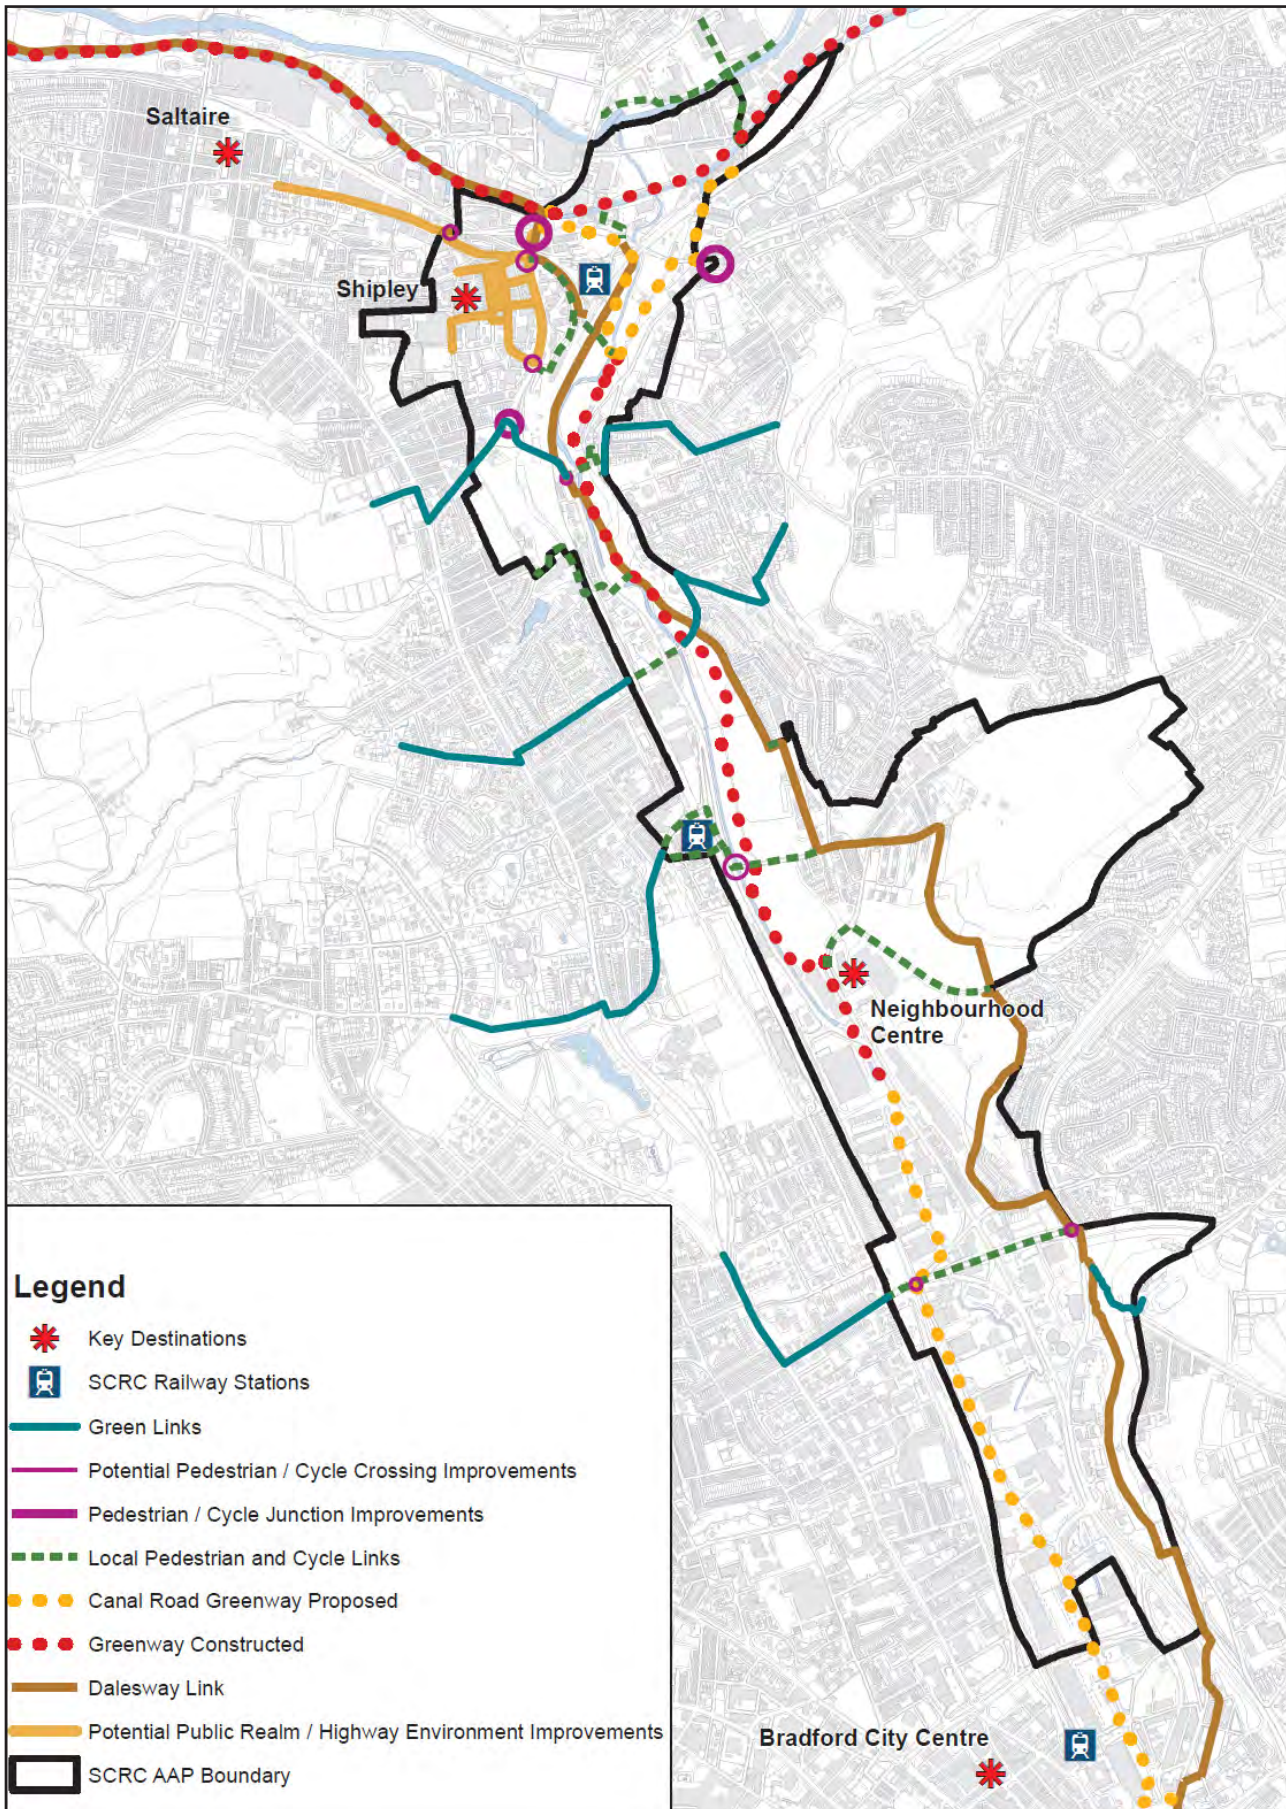 Saltaire
Shipley
Neighbourhood
Centre
Legend
Key Destinations
SCRC Railway Stations
Green Links
Potential Pedestrian / Cycle Crossing Improvements
Pedestrian / Cycle Junction Improvements
Local Pedestrian and Cycle Links
Canal Road Greenway Proposed
Greenway Constructed
Dalesway Link
Potential Public Realm / Highway Environment Improvements
SCRC AAP Boundary
Bradford City Centre